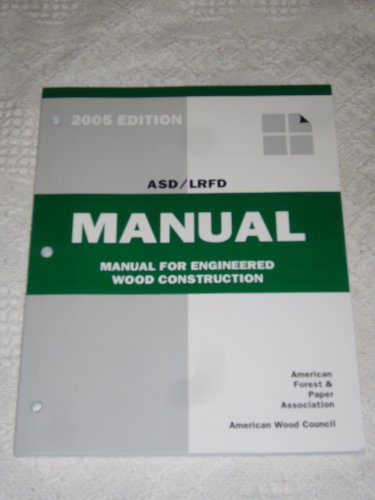 2005 EDITION
ASD/LRFD
MANUAL
MANUAL FOR ENGINEERED
WOOD CONSTRUCTION
American
Forest &
Paper
Association
American Wood Council